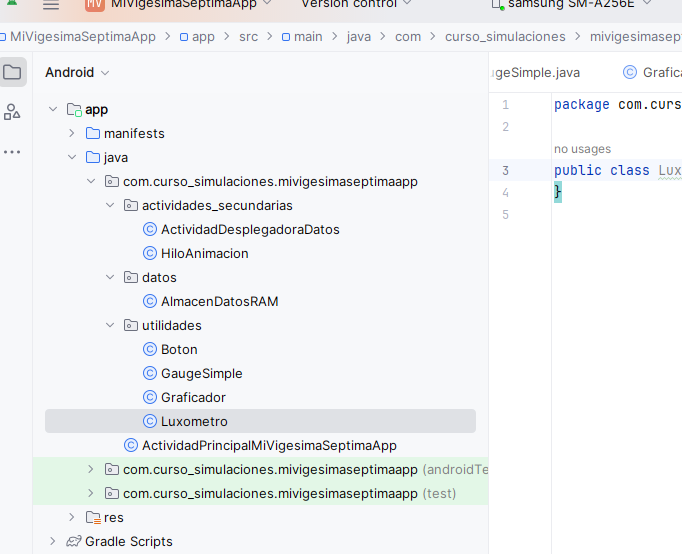 MV MiVigesimaSeptimaApp Version control samsung SM-A256E
MiVigesimaSeptimaApp > app > src > main > java > com > curso_simulaciones > mivigesimasept
Android
app
manifests
java
com.curso_simulaciones.mivigesimaseptimaapp
actividades_secundarias
ActividadDesplegadoraDatos
HiloAnimacion
datos
AlmacenDatosRAM
utilidades
Boton
GaugeSimple
Graficador
Luxometro
ActividadPrincipalMiVigesimaSeptimaApp
com.curso_simulaciones.mivigesimaseptimaapp (androidTe
com.curso_simulaciones.mivigesimaseptimaapp (test)
res
Gradle Scripts
ugeSimple.java Grafica
1 package com.curs
2
no usages
3 public class Lux
4 }
5